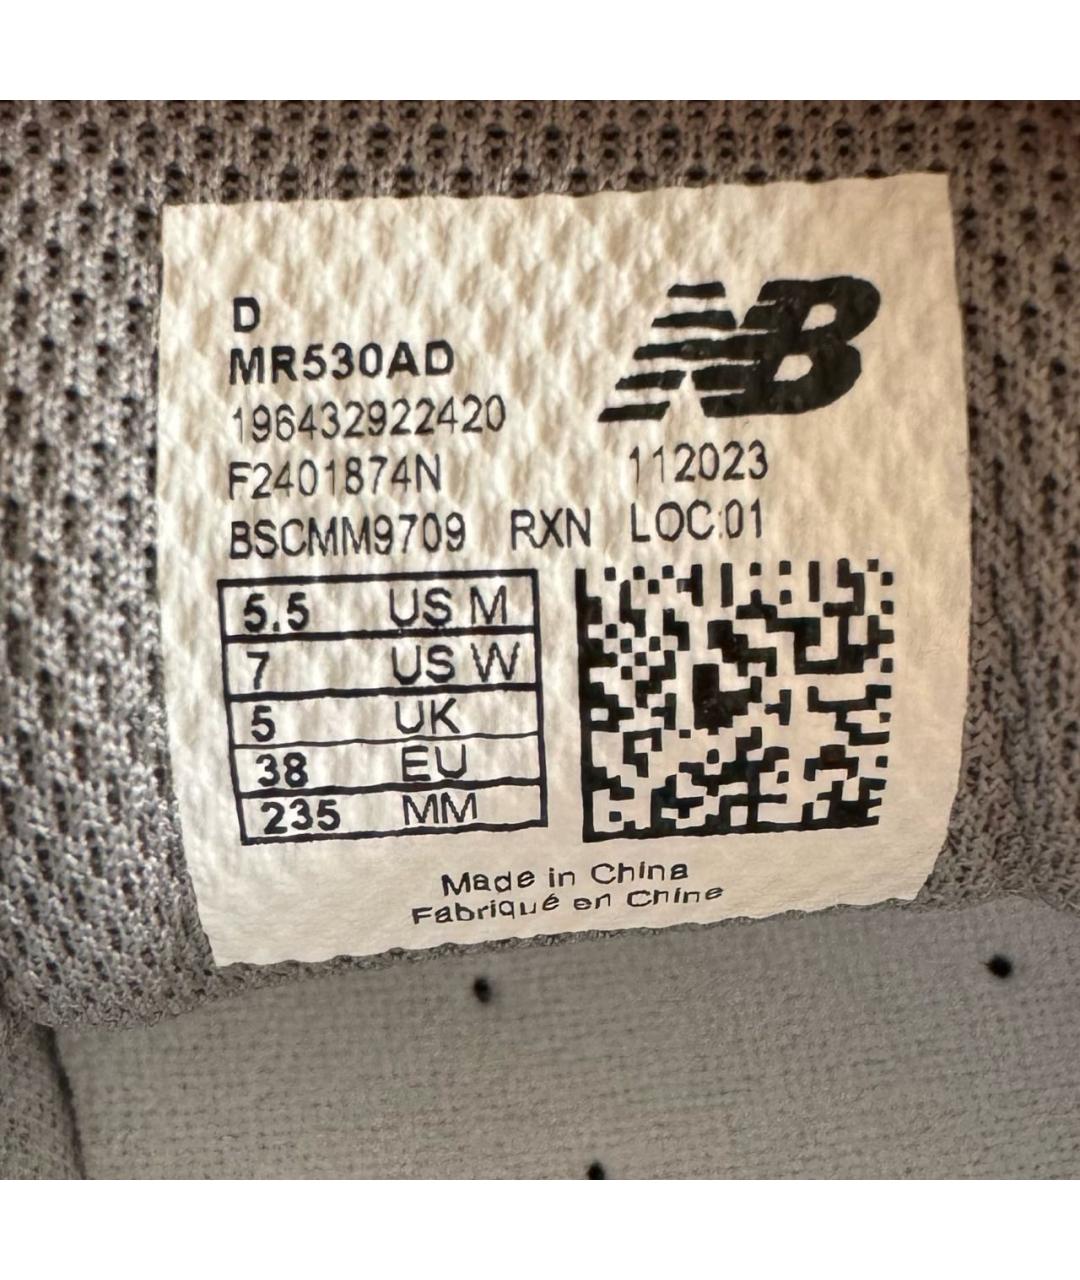 D
MR530AD
196432922420
F2401874N 112023
BSCMM9709 RXN LOC:01
NB
5.5 US M
7 US W
5 UK
38 EU
235 MM
Made in China
Fabriqué en Chine